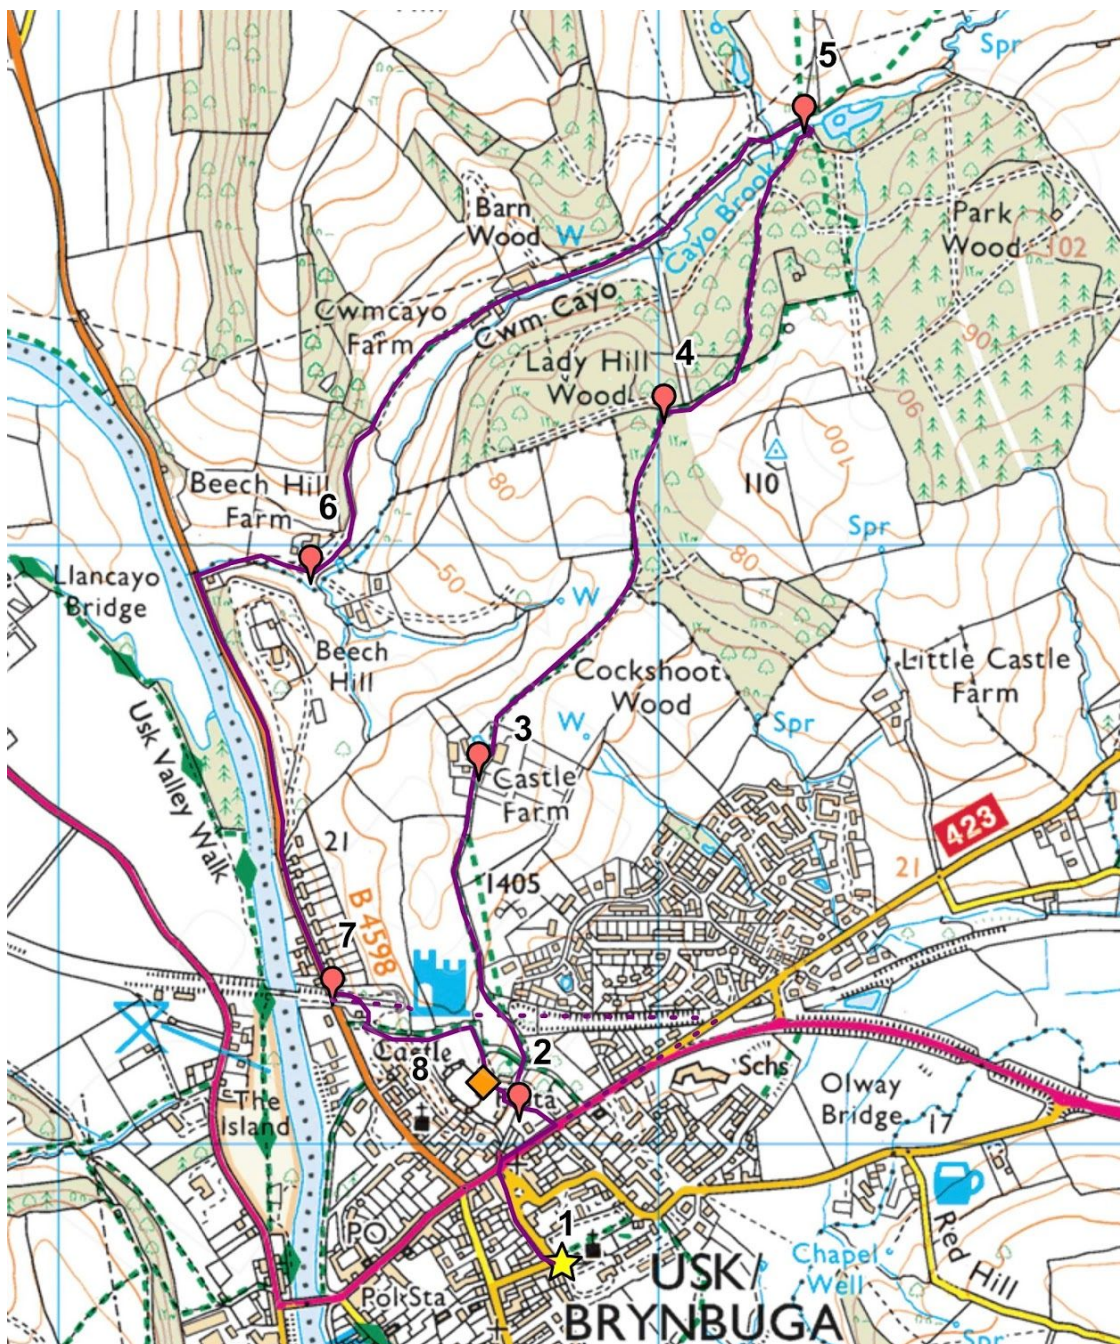 5
Spr
Barn
Wood
W
Cayo Brook
Park
Wood
102
Cwmcayo
Farm
Cwm Cayo
90
Lady Hill
Wood
4
90
80
110
100
Beech Hill
Farm
6
Spr
80
Llancayo
Bridge
50
W
Beech
Hill
Cockshoot
Wood
Little Castle
Farm
W
Spr
3
Castle
Farm
Usk Valley Walk
423
21
21
1405
B 4598
7
2
Castle
8
Schs
Olway
Bridge
17
The
Island
Sta
1
PO
Red Hill
Chapel
Well
USK/
BRYNBUGA
Pol Sta